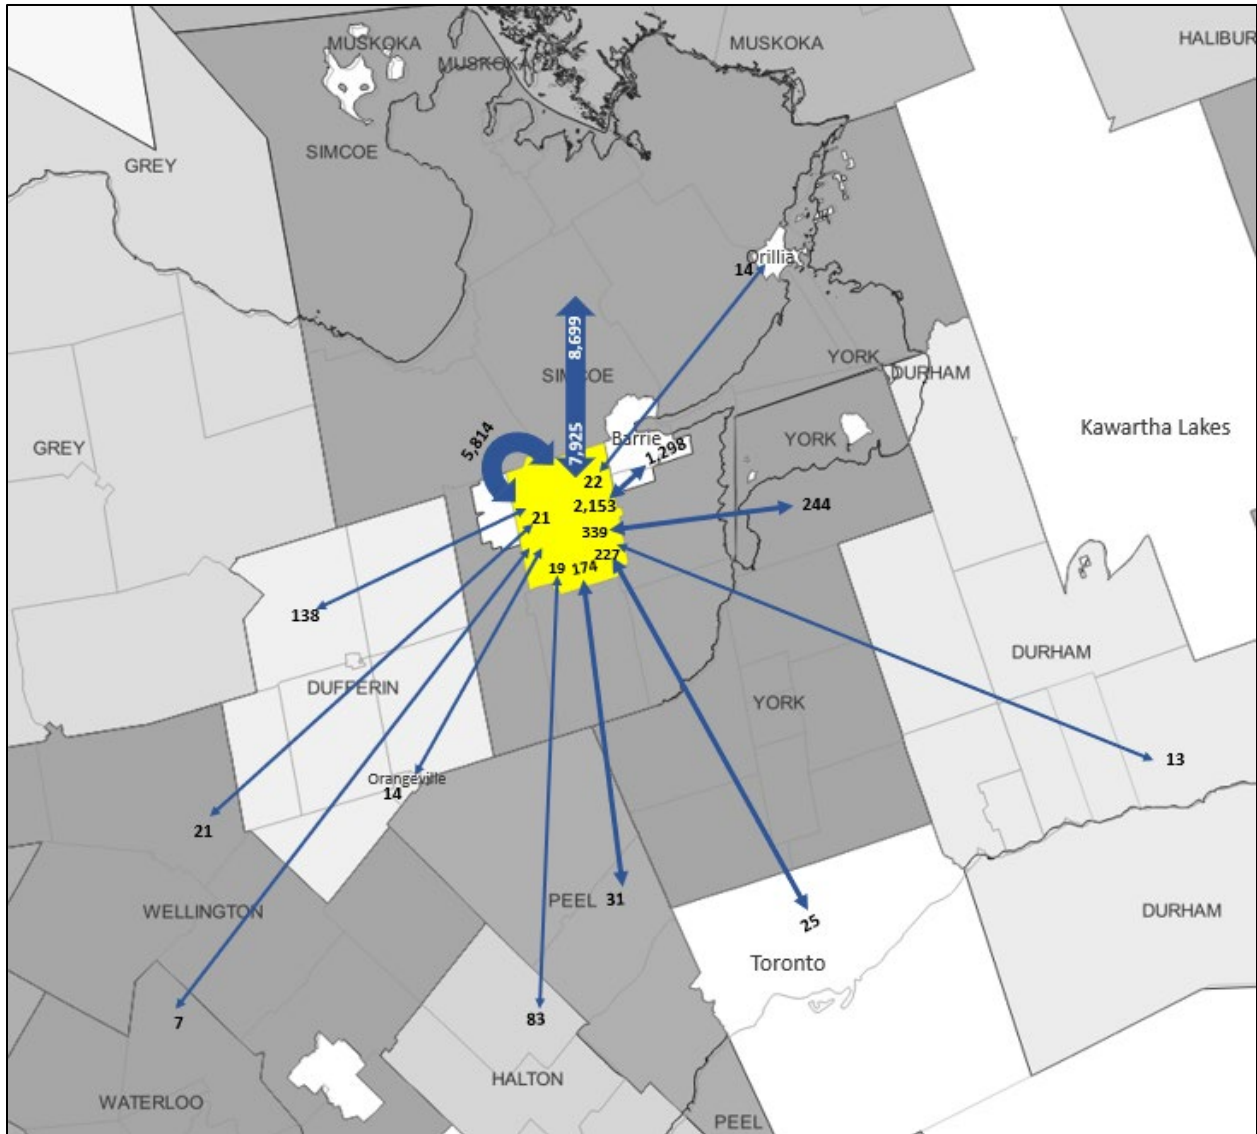 MUSKOKA
MUSKOKA
HALIBUR
MUSKOKA
SIMCOE
GREY
Orillia
14
8,699
YORK
DURHAM
SIMCOE
5,814
7,925
Barrie
1,298
Kawartha Lakes
YORK
GREY
22
2,153
244
21
339
227
19
174
138
DURHAM
DUFFERIN
YORK
13
Orangeville
14
21
PEEL
31
WELLINGTON
DURHAM
25
Toronto
7
83
HALTON
WATERLOO
PEEL